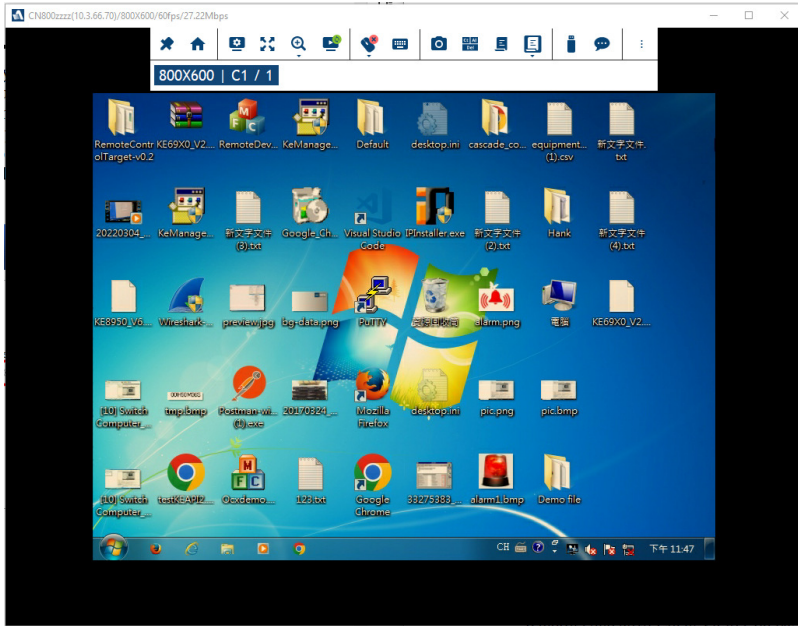 CN800zzzz(10.3.66.70)/800X600/60fps/27.22Mbps
800X600 | C1 / 1
RemoteContr
olTarget-v0.2
KE69X0_V2....
RemoteDev...
KeManage...
Default
desktop.ini
cascade_co...
equipment...
(1).csv
新文字文件.
txt
20220304_...
KeManage...
新文字文件
(3).txt
Google_Ch...
Visual Studio
Code
IPInstaller.exe
新文字文件
(2).txt
Hank
新文字文件
(4).txt
KE8950_V6....
Wireshark-...
preview.jpg
bg-data.png
PuTTY
資源回收筒
alarm.png
電腦
KE69X0_V2....
[10] Switch
Computer_...
tmp.bmp
Postman-wi...
(1).exe
20170324_...
Mozilla
Firefox
desktop.ini
pic.png
pic.bmp
[10] Switch
Computer_...
testKEAPI2...
Ocxdemo...
123.txt
Google
Chrome
33275383_...
alarm1.bmp
Demo file
CH
下午 11:47